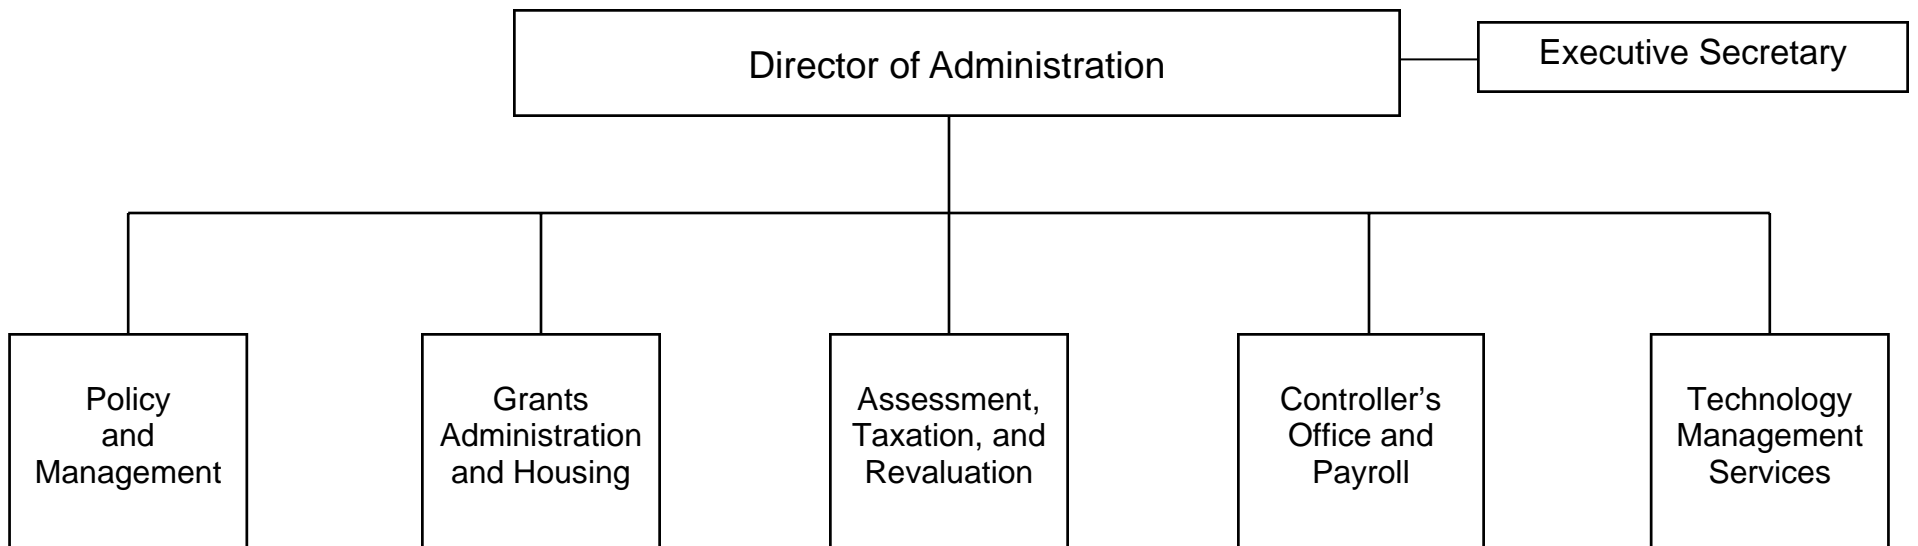 Director of Administration
Executive Secretary
Policy
and
Management
Grants
Administration
and Housing
Assessment,
Taxation, and
Revaluation
Controller’s
Office and
Payroll
Technology
Management
Services